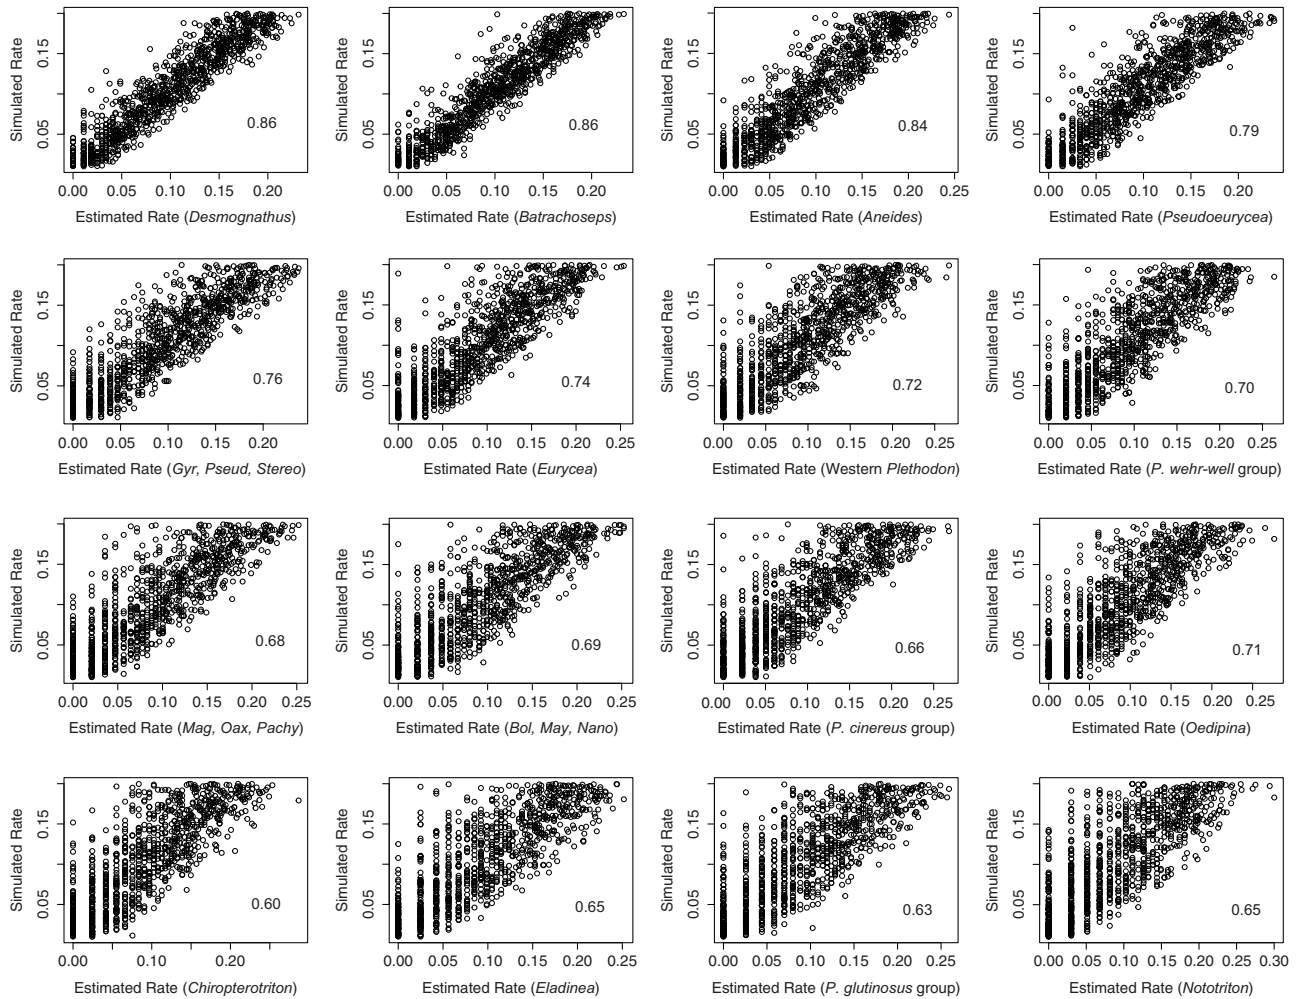 Simulated Rate
0.05 0.15
0.86
0.00 0.05 0.10 0.15 0.20
Estimated Rate (Desmognathus)
Simulated Rate
0.05 0.15
0.86
0.00 0.05 0.10 0.15 0.20
Estimated Rate (Batrachoseps)
Simulated Rate
0.05 0.15
0.84
0.00 0.05 0.10 0.15 0.20 0.25
Estimated Rate (Aneides)
Simulated Rate
0.05 0.15
0.79
0.00 0.05 0.10 0.15 0.20
Estimated Rate (Pseudoeurycea)
Simulated Rate
0.05 0.15
0.76
0.00 0.05 0.10 0.15 0.20
Estimated Rate (Gyr, Pseud, Stereo)
Simulated Rate
0.05 0.15
0.74
0.00 0.05 0.10 0.15 0.20 0.25
Estimated Rate (Eurycea)
Simulated Rate
0.05 0.15
0.72
0.00 0.05 0.10 0.15 0.20 0.25
Estimated Rate (Western Plethodon)
Simulated Rate
0.05 0.15
0.70
0.00 0.05 0.10 0.15 0.20 0.25
Estimated Rate (P. wehr-well group)
Simulated Rate
0.05 0.15
0.68
0.00 0.05 0.10 0.15 0.20 0.25
Estimated Rate (Mag, Oax, Pachy)
Simulated Rate
0.05 0.15
0.69
0.00 0.05 0.10 0.15 0.20 0.25
Estimated Rate (Bol, May, Nano)
Simulated Rate
0.05 0.15
0.66
0.00 0.05 0.10 0.15 0.20 0.25
Estimated Rate (P. cinereus group)
Simulated Rate
0.05 0.15
0.71
0.00 0.05 0.10 0.15 0.20 0.25
Estimated Rate (Oedipina)
Simulated Rate
0.05 0.15
0.60
0.00 0.10 0.20
Estimated Rate (Chiropterotriton)
Simulated Rate
0.05 0.15
0.65
0.00 0.05 0.10 0.15 0.20 0.25
Estimated Rate (Eladinea)
Simulated Rate
0.05 0.15
0.63
0.00 0.05 0.10 0.15 0.20 0.25
Estimated Rate (P. glutinosus group)
Simulated Rate
0.05 0.15
0.65
0.00 0.05 0.10 0.15 0.20 0.25 0.30
Estimated Rate (Nototriton)